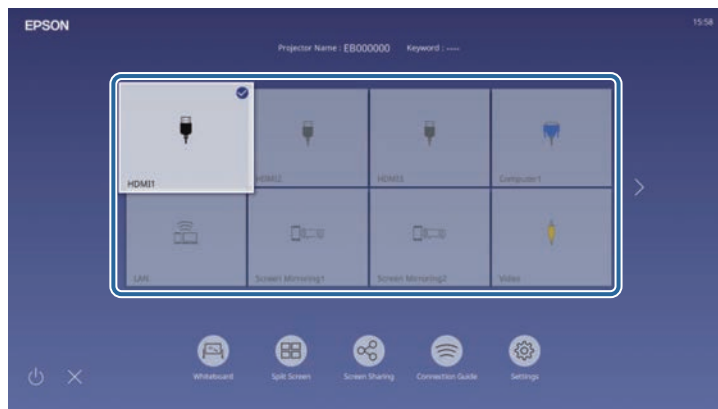 EPSON
15:58
Projector Name : EB000000 Keyword : ----
HDMI1
HDMI2
HDMI3
Computer1
LAN
Screen Mirroring1
Screen Mirroring2
Video
Whiteboard
Split Screen
Screen Sharing
Connection Guide
Settings